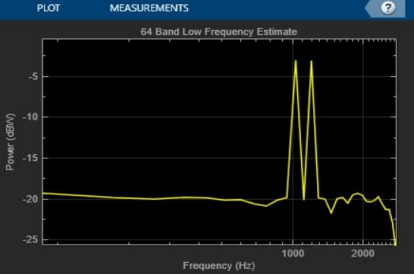 PLOT MEASUREMENTS ?
64 Band Low Frequency Estimate
-5
-10
-15
-20
-25
Power (dBW)
1000 2000
Frequency (Hz)